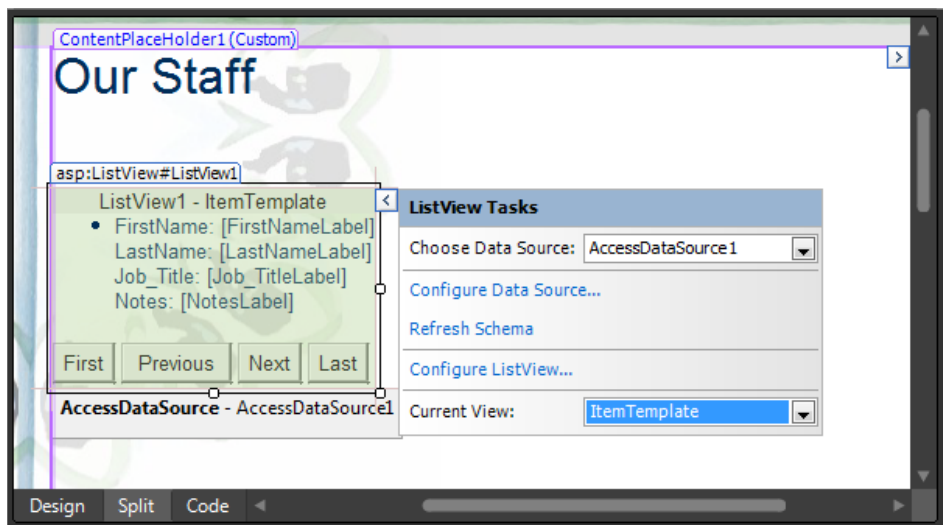 ContentPlaceHolder1 (Custom)
Our Staff
asp:ListView#ListView1
ListView1 - ItemTemplate
FirstName: [FirstNameLabel]
LastName: [LastNameLabel]
Job_Title: [Job_TitleLabel]
Notes: [NotesLabel]
First Previous Next Last
AccessDataSource - AccessDataSource1
ListView Tasks
Choose Data Source: AccessDataSource1
Configure Data Source...
Refresh Schema
Configure ListView...
Current View: ItemTemplate
Design Split Code